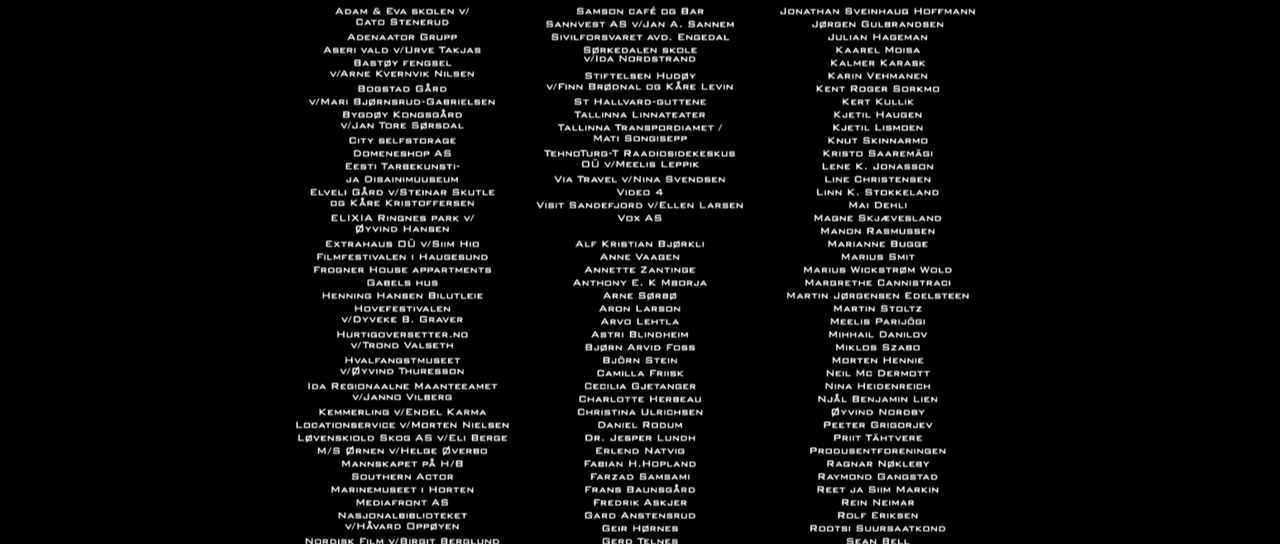 Adam & Eva skolen v/
Cato Stenerud
Adenaator Grupp
Aseri vald v/Urve Takjas
Bastøy fengsel
v/Arne Kvernvik Nilsen
Bogstad Gård
v/Mari Bjørnsrud-Gabrielsen
Bygdøy Kongsgård
v/Jan Tore Sørsdal
City selfstorage
Domeneshop AS
Eesti Tarbekunsti-
ja Disainimuuseum
Elveli Gård v/Steinar Skutle
og Kåre Kristoffersen
ELIXIA Ringnes park v/
Øyvind Hansen
Extrahaus OÜ v/Siim Hio
Filmfestivalen i Haugesund
Frogner House appartments
Gabels hus
Henning Hansen Bilutleie
Hovefestivalen
v/Dyveke B. Graver
Hurtigoversetter.no
v/Trond Valseth
Hvalfangstmuseet
v/Øyvind Thuresson
Ida Regionaalne Maanteeamet
v/Janno Vilberg
Kemmerling v/Endel Karma
Locationservice v/Morten Nielsen
Løvenskiold Skog AS v/Eli Berge
M/S Ørnen v/Helge Øverbo
Mannskapet på H/B
Southern Actor
Marinemuseet i Horten
Mediafront AS
Nasjonalbiblioteket
v/Håvard Oppøyen
Nordisk Film v/Birgit Berglund
Samson café og Bar
Sannvest AS v/Jan A. Sannem
Sivilforsvaret avd. Engedal
Sørkedalen skole
v/Ida Nordstrand
Stiftelsen Hudøy
v/Finn Brødnal og Kåre Levin
St Hallvard-guttene
Tallinna Linnateater
Tallinna Transpordiamet /
Mati Songisepp
TehnoTurg-T Raadiosidekeskus
OÜ v/Meelis Leppik
Via Travel v/Nina Svendsen
Video 4
Visit Sandefjord v/Ellen Larsen
Vox AS
Alf Kristian Bjørkli
Anne Vaagen
Annette Zantinge
Anthony E. K Mborja
Arne Sørbø
Aron Larson
Arvo Lehtla
Astri Blindheim
Bjørn Arvid Foss
Björn Stein
Camilla Friisk
Cecilia Gjetanger
Charlotte Herbeau
Christina Ulrichsen
Daniel Rodum
Dr. Jesper Lundh
Erlend Natvig
Fabian H.Hopland
Farzad Samsami
Frans Baunsgård
Fredrik Askjer
Gard Anstensrud
Geir Hørnes
Gerd Telnes
Jonathan Sveinhaug Hoffmann
Jørgen Gulbrandsen
Julian Hageman
Kaarel Moisa
Kalmer Karask
Karin Vehmanen
Kent Roger Sorkmo
Kert Kullik
Kjetil Haugen
Kjetil Lismoen
Knut Skinnarmo
Kristo Saaremägi
Lene K. Jonasson
Line Christensen
Linn K. Stokkeland
Mai Dehli
Magne Skjævesland
Manon Rasmussen
Marianne Bugge
Marius Smit
Marius Wickstrøm Wold
Margrethe Cannistraci
Martin Jørgensen Edelsteen
Martin Stoltz
Meelis Parijõgi
Mihhail Danilov
Miklos Szabo
Morten Hennie
Neil Mc Dermott
Nina Heidenreich
Njål Benjamin Lien
Øyvind Nordby
Peeter Grigorjev
Priit Tähtvere
Produsentforeningen
Ragnar Nøkleby
Raymond Gangstad
Reet ja Siim Markin
Rein Neimar
Rolf Eriksen
Rootsi Suursaatkond
Sean Bell